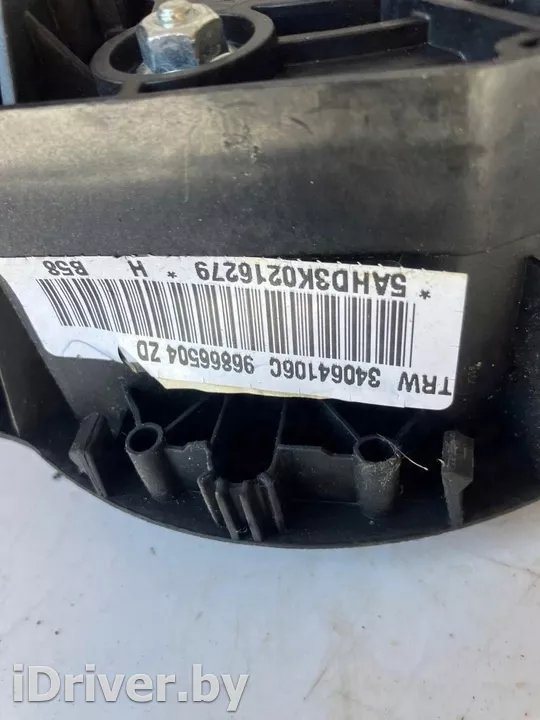 TRW 34064106C 96866504 ZD
* 5AHD3K0216279 * H B58
iDriver.by